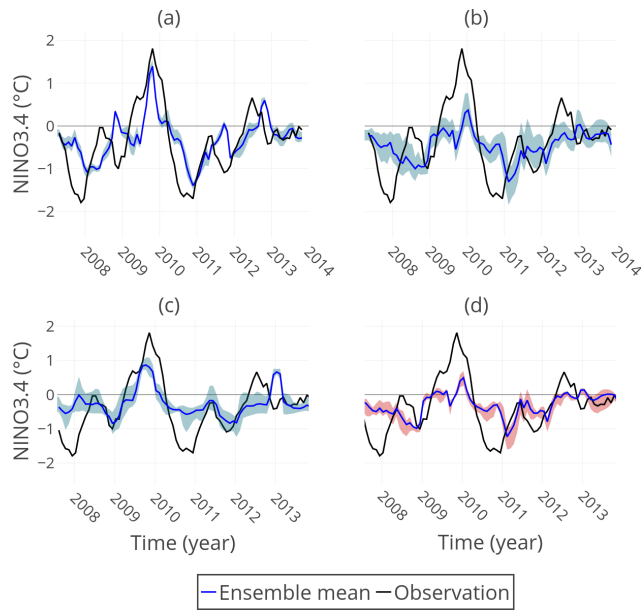 (a) (b)
NINO3.4 (°C)
2
1
0
−1
−2
2008 2009 2010 2011 2012 2013 2014
2008 2009 2010 2011 2012 2013 2014
(c) (d)
NINO3.4 (°C)
2
1
0
−1
−2
2008 2009 2010 2011 2012 2013
2008 2009 2010 2011 2012 2013
Time (year) Time (year)
Ensemble mean Observation